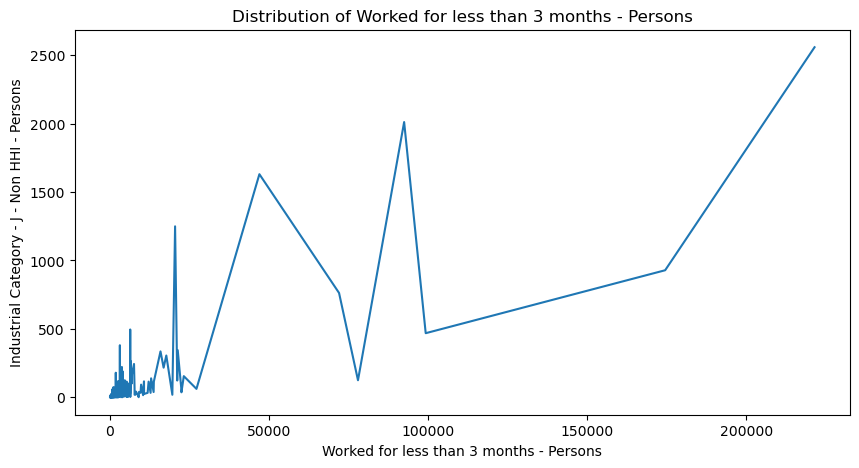 Distribution of Worked for less than 3 months - Persons
Industrial Category - J - Non HHI - Persons
2500
2000
1500
1000
500
0
0 50000 100000 150000 200000
Worked for less than 3 months - Persons